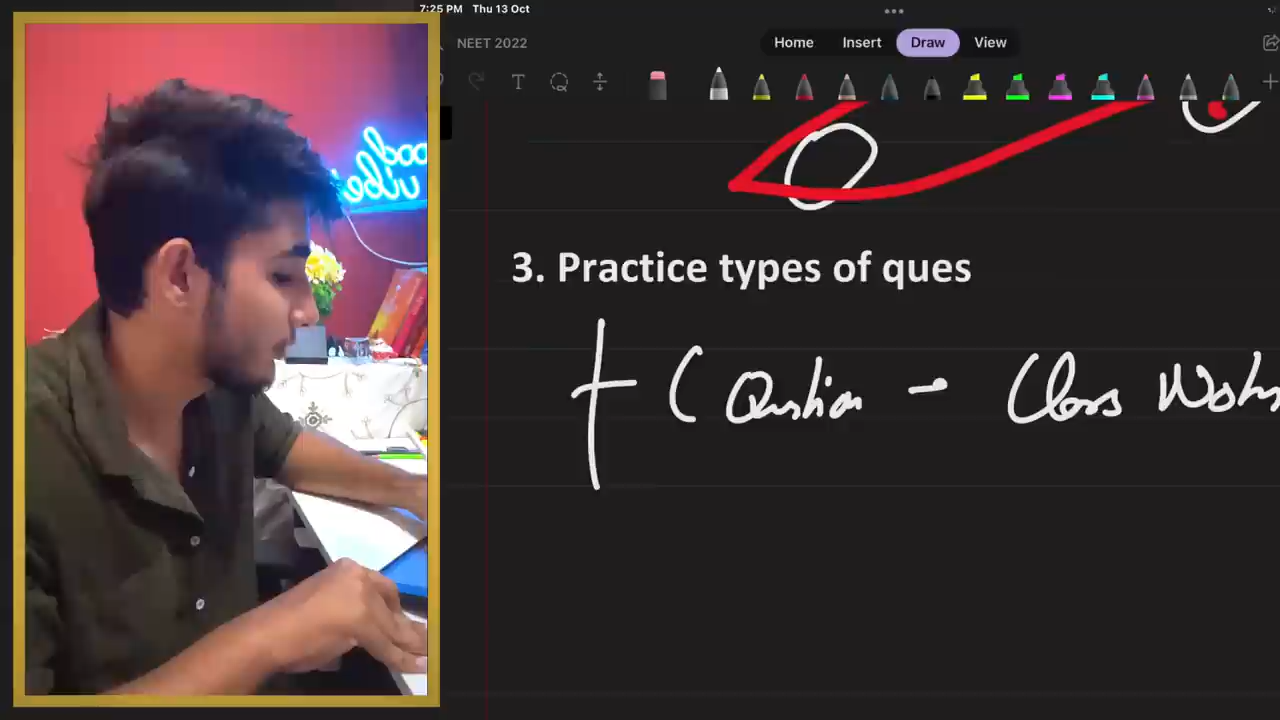 7:25 PM Thu 13 Oct
NEET 2022
Home Insert Draw View
T
3. Practice types of ques
( Question - Class Notes